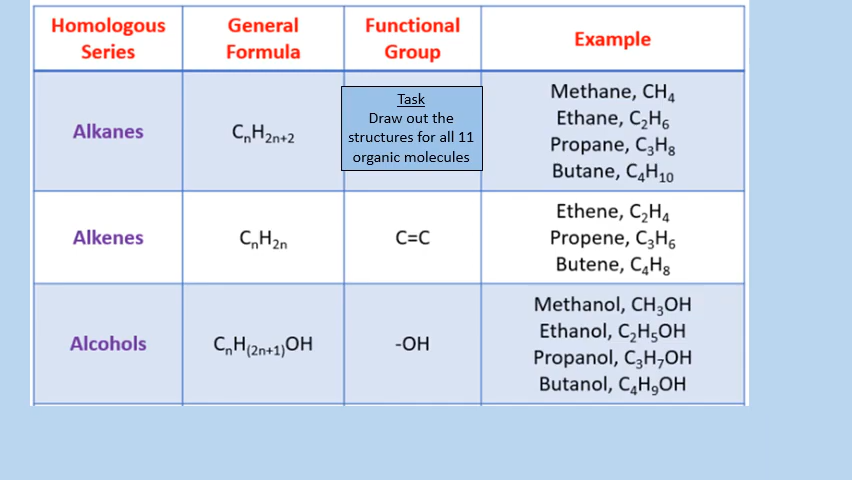 Homologous Series
General Formula
Functional Group
Example
Alkanes
CₙH₂ₙ₊₂
Task
Draw out the
structures for all 11
organic molecules
Methane, CH₄
Ethane, C₂H₆
Propane, C₃H₈
Butane, C₄H₁₀
Alkenes
CₙH₂ₙ
C=C
Ethene, C₂H₄
Propene, C₃H₆
Butene, C₄H₈
Alcohols
CₙH₍₂ₙ₊₁₎OH
-OH
Methanol, CH₃OH
Ethanol, C₂H₅OH
Propanol, C₃H₇OH
Butanol, C₄H₉OH